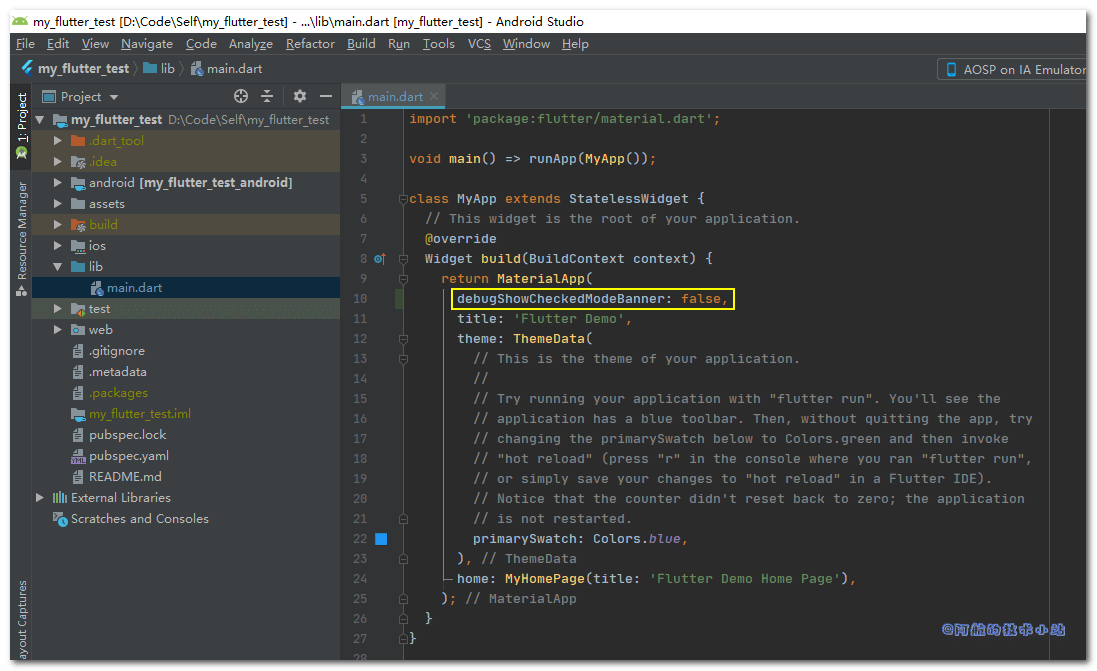 my_flutter_test [D:\Code\Self\my_flutter_test] - ...\lib\main.dart [my_flutter_test] - Android Studio
File Edit View Navigate Code Analyze Refactor Build Run Tools VCS Window Help
my_flutter_test lib main.dart AOSP on IA Emulator
1: Project
Resource Manager
ayout Captures
Project
my_flutter_test D:\Code\Self\my_flutter_test
.dart_tool
.idea
android [my_flutter_test_android]
assets
build
ios
lib
main.dart
test
web
.gitignore
.metadata
.packages
my_flutter_test.iml
pubspec.lock
pubspec.yaml
README.md
External Libraries
Scratches and Consoles
main.dart
1 import 'package:flutter/material.dart';
2
3 void main() => runApp(MyApp());
4
5 class MyApp extends StatelessWidget {
6 // This widget is the root of your application.
7 @override
8 Widget build(BuildContext context) {
9 return MaterialApp(
10 debugShowCheckedModeBanner: false,
11 title: 'Flutter Demo',
12 theme: ThemeData(
13 // This is the theme of your application.
14 //
15 // Try running your application with "flutter run". You'll see the
16 // application has a blue toolbar. Then, without quitting the app, try
17 // changing the primarySwatch below to Colors.green and then invoke
18 // "hot reload" (press "r" in the console where you ran "flutter run",
19 // or simply save your changes to "hot reload" in a Flutter IDE).
20 // Notice that the counter didn't reset back to zero; the application
21 // is not restarted.
22 primarySwatch: Colors.blue,
23 ), // ThemeData
24 home: MyHomePage(title: 'Flutter Demo Home Page'),
25 ); // MaterialApp
26 }
27 }
28
@阿航的技术小站